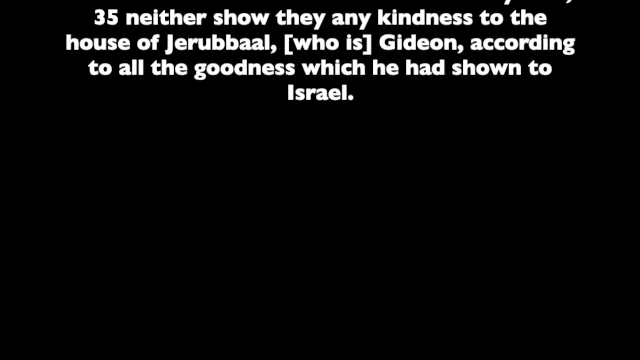 35 neither show they any kindness to the
house of Jerubbaal, [who is] Gideon, according
to all the goodness which he had shown to
Israel.